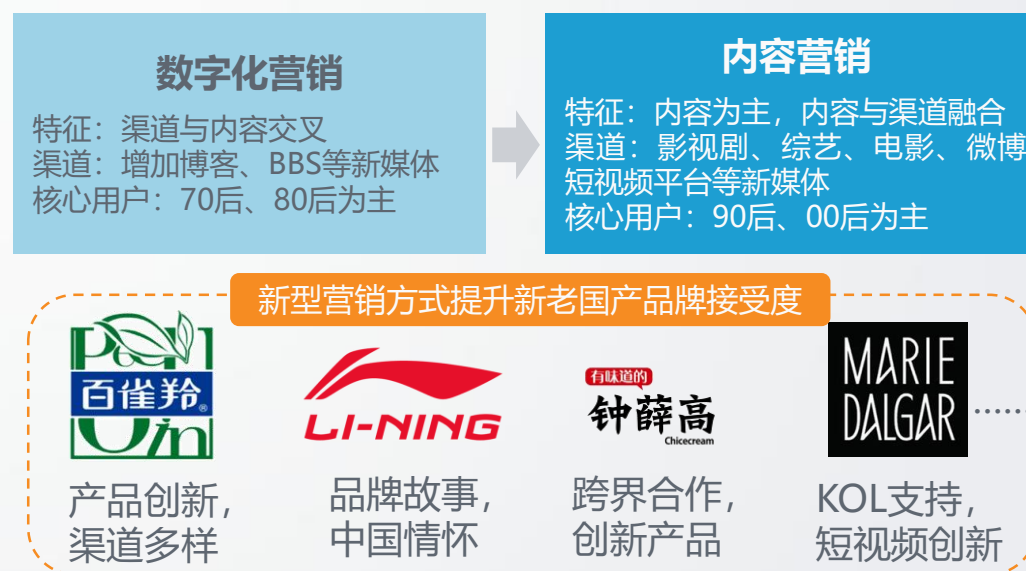 数字化营销
特征：渠道与内容交叉
渠道：增加博客、BBS等新媒体
核心用户：70后、80后为主
内容营销
特征：内容为主，内容与渠道融合
渠道：影视剧、综艺、电影、微博
短视频平台等新媒体
核心用户：90后、00后为主
新型营销方式提升新老国产品牌接受度
百雀羚®
LI-NING
有味道的
钟薛高
Chicecream
MARIE
DALGAR
......
产品创新，
渠道多样
品牌故事，
中国情怀
跨界合作，
创新产品
KOL支持，
短视频创新